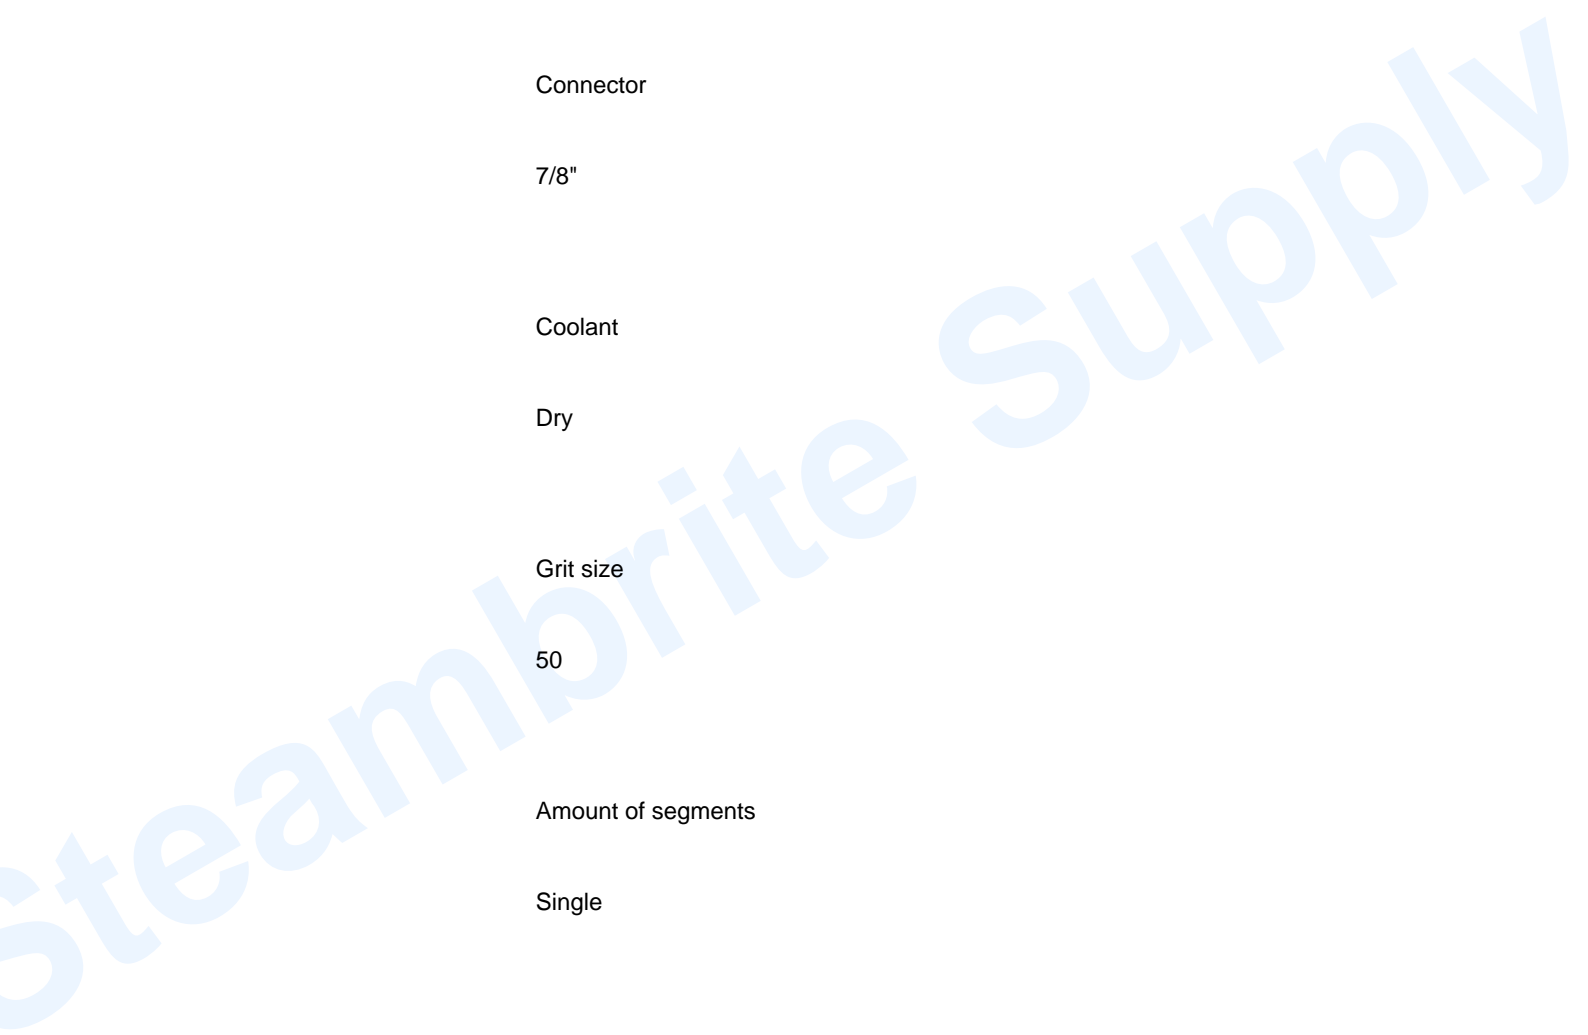 Connector
7/8"
Coolant
Dry
Grit size
50
Amount of segments
Single
Steambrite Supply